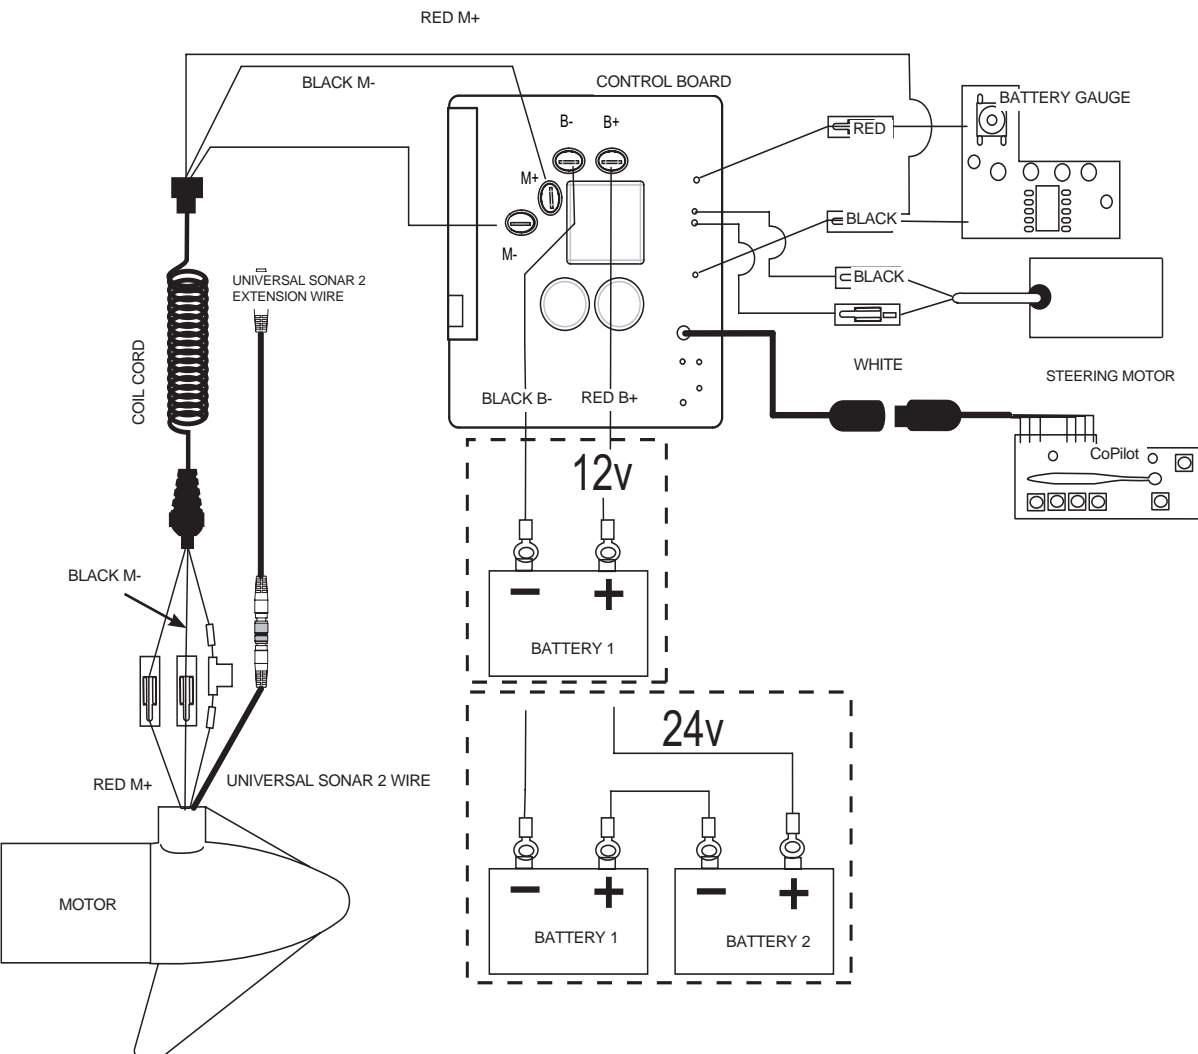 RED M+
BLACK M-
CONTROL BOARD
BATTERY GAUGE
B-
B+
RED
M+
BLACK
M-
UNIVERSAL SONAR 2
EXTENSION WIRE
BLACK
COIL CORD
WHITE
STEERING MOTOR
BLACK B-
RED B+
CoPilot
12v
BLACK M-
BATTERY 1
24v
RED M+
UNIVERSAL SONAR 2 WIRE
MOTOR
BATTERY 1
BATTERY 2